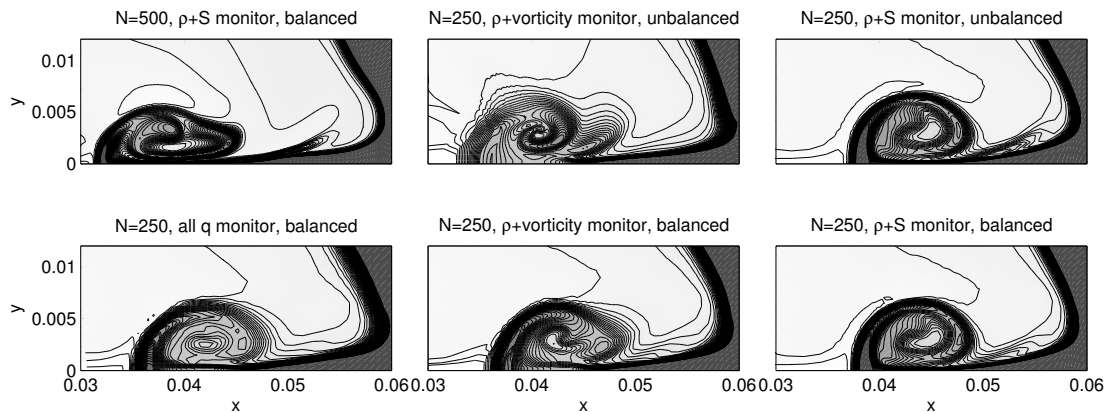 N=500, ρ+S monitor, balanced
N=250, ρ+vorticity monitor, unbalanced
N=250, ρ+S monitor, unbalanced
0.01
0.005
0
y
N=250, all q monitor, balanced
N=250, ρ+vorticity monitor, balanced
N=250, ρ+S monitor, balanced
0.01
0.005
0
y
0.03 0.04 0.05 0.06
0.03 0.04 0.05 0.06
0.03 0.04 0.05 0.06
x
x
x